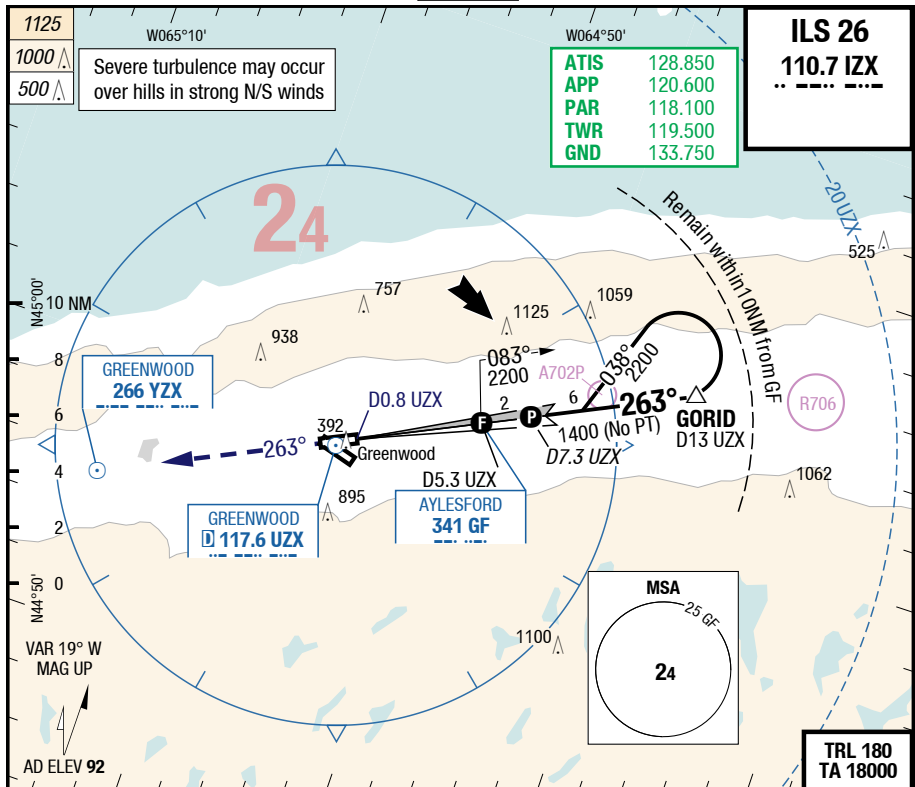 1125
1000
500
W065°10'
W064°50'
Severe turbulence may occur
over hills in strong N/S winds
ATIS 128.850
APP 120.600
PAR 118.100
TWR 119.500
GND 133.750
ILS 26
110.7 IZX
24
20 UZX
Remain within 10NM from GF
525
N45°00'
10 NM
8
6
4
2
0
N44°50'
757
1125
1059
938
083°
2200
038°
2200
A702P
GREENWOOD
266 YZX
D0.8 UZX
2
6
263°
GORID
D13 UZX
R706
392
F
P
1400 (No PT)
263°
Greenwood
D7.3 UZX
D5.3 UZX
1062
895
GREENWOOD
D 117.6 UZX
AYLESFORD
341 GF
MSA
25 GF
24
1100
VAR 19° W
MAG UP
AD ELEV 92
TRL 180
TA 18000